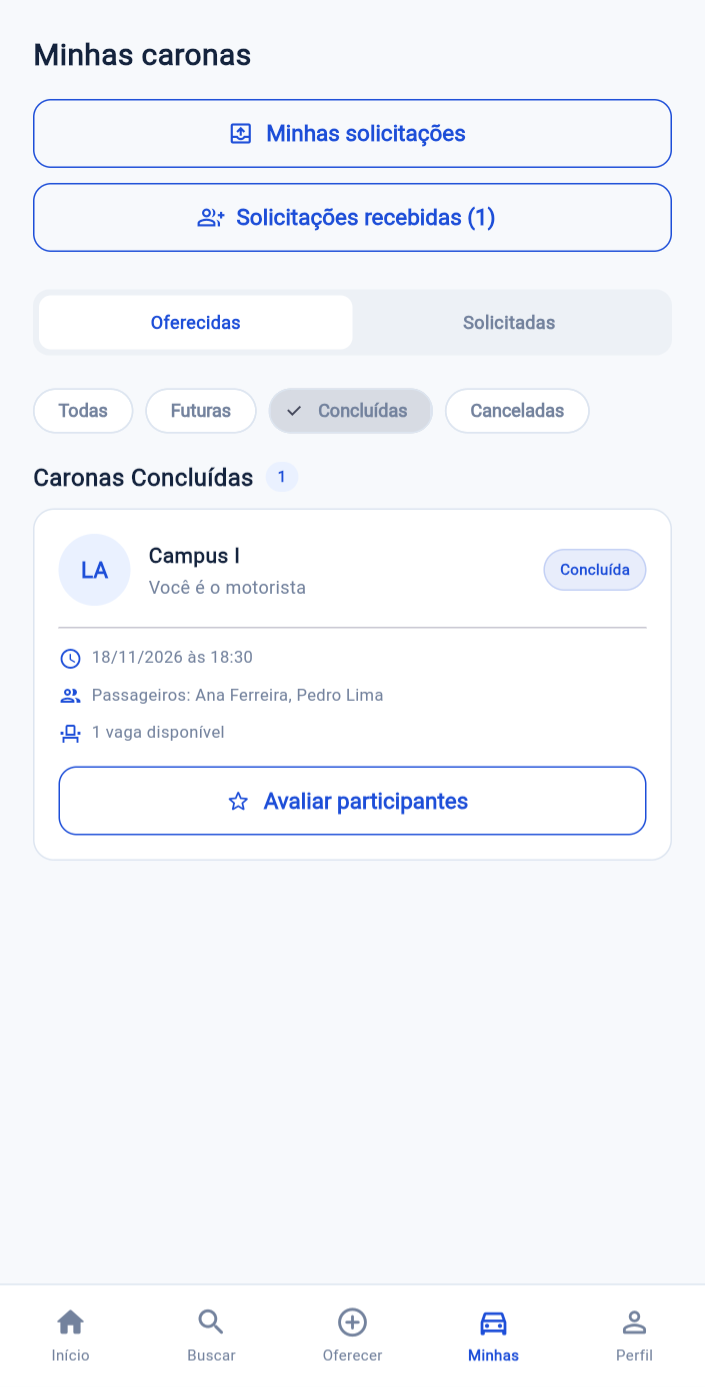 Minhas caronas
Minhas solicitações
Solicitações recebidas (1)
Oferecidas
Solicitadas
Todas
Futuras
Concluídas
Canceladas
Caronas Concluídas 1
LA
Campus I
Você é o motorista
Concluída
18/11/2026 às 18:30
Passageiros: Ana Ferreira, Pedro Lima
1 vaga disponível
Avaliar participantes
Início
Buscar
Oferecer
Minhas
Perfil